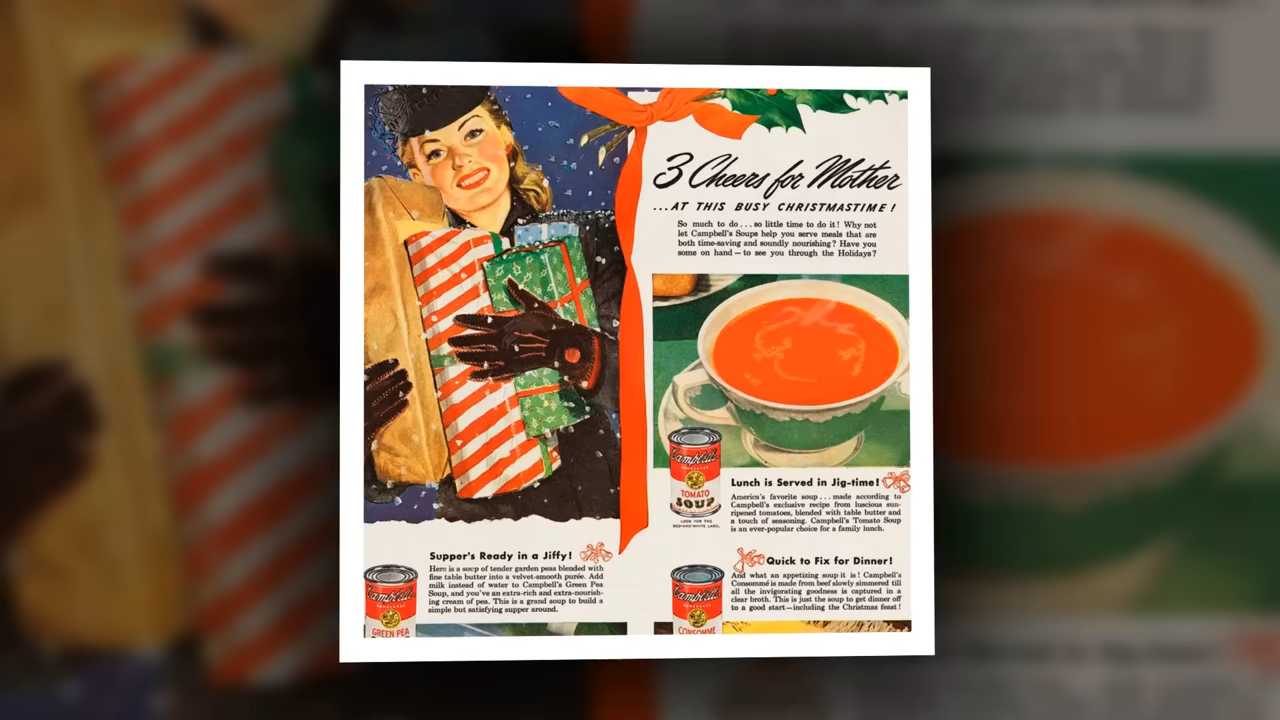 3 Cheers for Mother
...AT THIS BUSY CHRISTMASTIME!
So much to do...so little time to do it! Why not
let Campbell's Soups help you serve meals that are
both time-saving and soundly nourishing? Have you
some on hand—to see you through the Holidays?
Campbell's
TOMATO
SOUP
LOOK FOR THE
RED-AND-WHITE LABEL
Lunch is Served in Jig-time!
America's favorite soup...made according to
Campbell's exclusive recipe from luscious sun-
ripened tomatoes, blended with table butter and
a touch of seasoning. Campbell's Tomato Soup
is an ever-popular choice for a family lunch.
Supper's Ready in a Jiffy!
Here is a soup of tender garden peas blended with
fine table butter into a velvet-smooth purée. Add
milk instead of water to Campbell's Green Pea
Soup, and you've an extra-rich and extra-nourish-
ing cream of pea. This is a grand soup to build a
simple but satisfying supper around.
Campbell's
GREEN PEA
Quick to Fix for Dinner!
And what an appetizing soup it is! Campbell's
Consommé is made from beef slowly simmered till
all the invigorating goodness is captured in a
clear broth. This is just the soup to get dinner off
to a good start—including the Christmas feast!
Campbell's
CONSOMMÉ